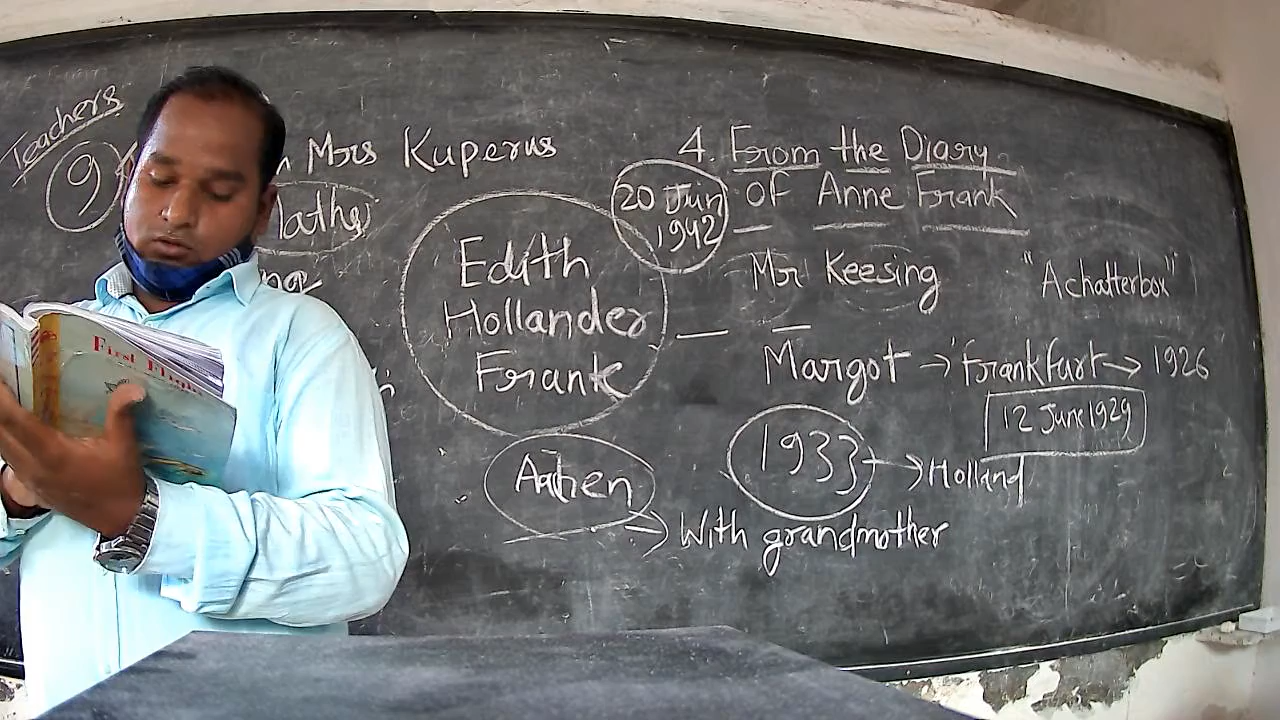 Teachers
9
Mrs Kuperus
4. From the Diary
of Anne Frank
20 Jun
1942
Edith
Hollander
Frank
Mr Keesing
"A chatterbox"
Margot → Frankfurt → 1926
12 June 1929
1933 → Holland
Aachen
→ With grandmother
First Flight